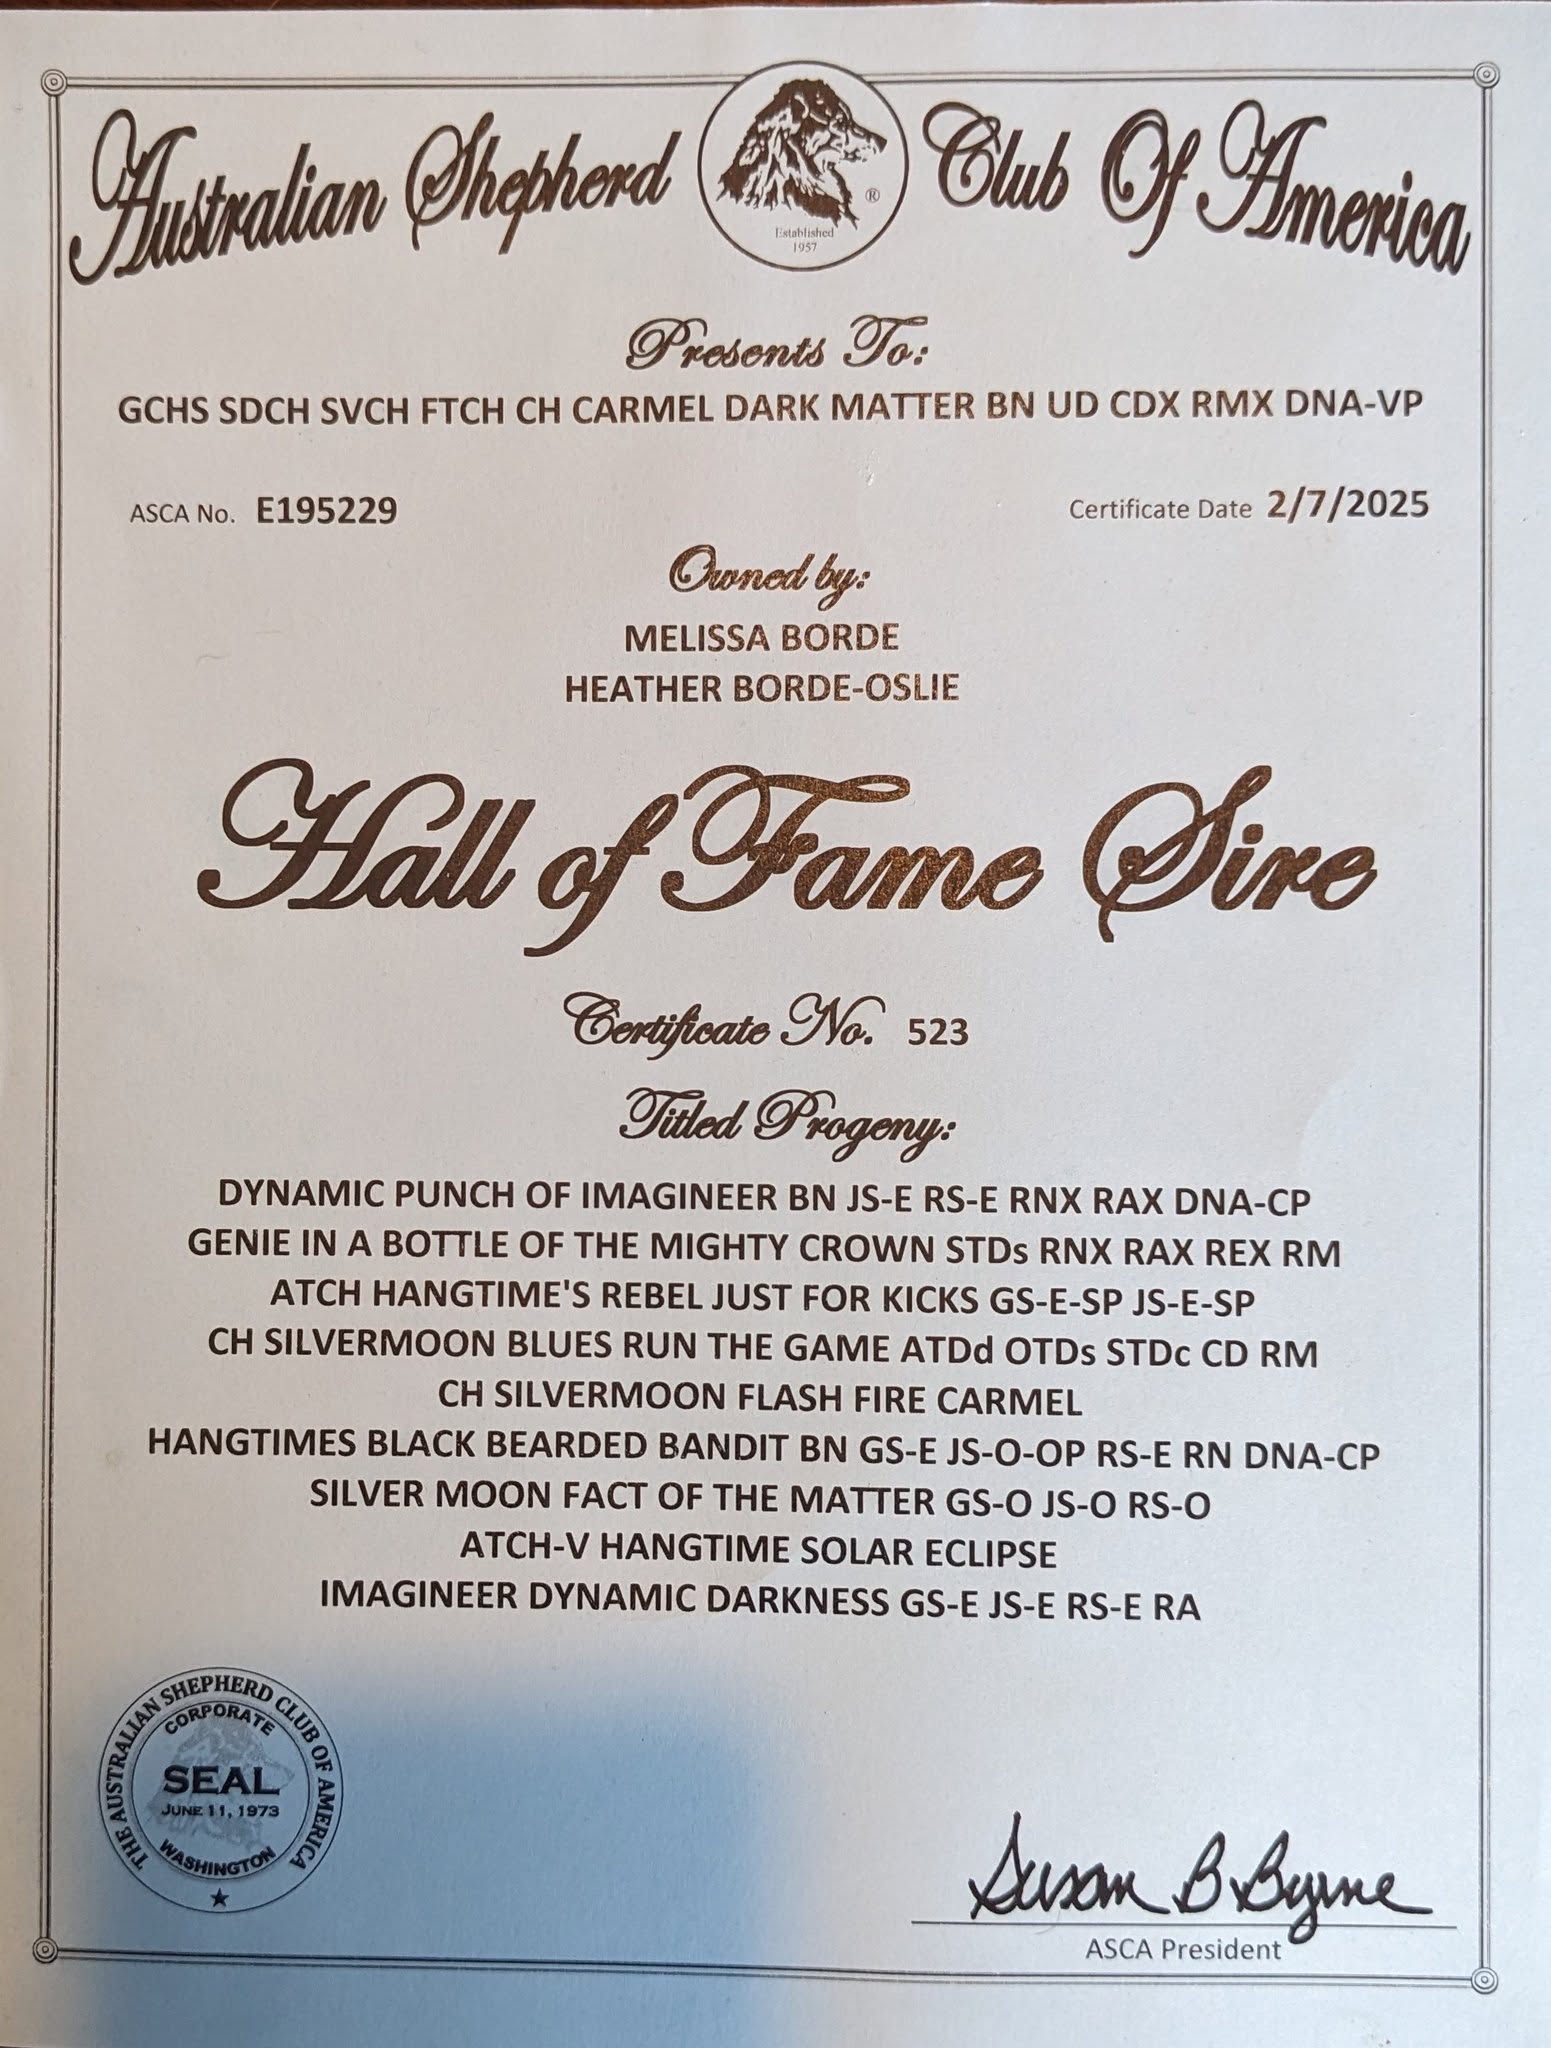 Australian Shepherd Club Of America
®
Established
1957
Presents To:
GCHS SDCH SVCH FTCH CH CARMEL DARK MATTER BN UD CDX RMX DNA-VP
ASCA No. E195229 Certificate Date 2/7/2025
Owned by:
MELISSA BORDE
HEATHER BORDE-OSLIE
Hall of Fame Sire
Certificate No. 523
Titled Progeny:
DYNAMIC PUNCH OF IMAGINEER BN JS-E RS-E RNX RAX DNA-CP
GENIE IN A BOTTLE OF THE MIGHTY CROWN STDs RNX RAX REX RM
ATCH HANGTIME'S REBEL JUST FOR KICKS GS-E-SP JS-E-SP
CH SILVERMOON BLUES RUN THE GAME ATDd OTDs STDc CD RM
CH SILVERMOON FLASH FIRE CARMEL
HANGTIMES BLACK BEARDED BANDIT BN GS-E JS-O-OP RS-E RN DNA-CP
SILVER MOON FACT OF THE MATTER GS-O JS-O RS-O
ATCH-V HANGTIME SOLAR ECLIPSE
IMAGINEER DYNAMIC DARKNESS GS-E JS-E RS-E RA
THE AUSTRALIAN SHEPHERD CLUB OF AMERICA
CORPORATE
SEAL
JUNE 11, 1973
WASHINGTON
Susan B Byrne
ASCA President